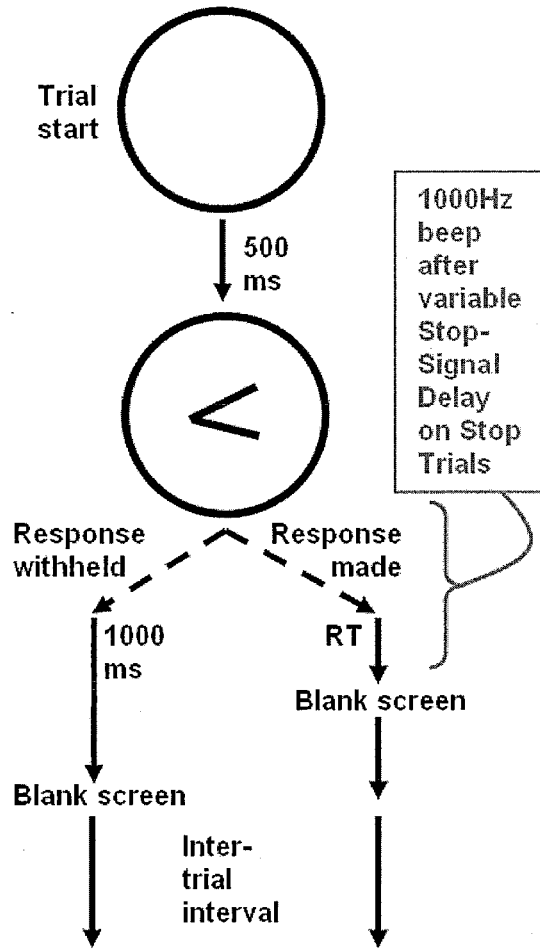 Trial
start
500
ms
1000Hz
beep
after
variable
Stop-
Signal
Delay
on Stop
Trials
<
Response
withheld
Response
made
1000
ms
RT
Blank screen
Blank screen
Inter-
trial
interval